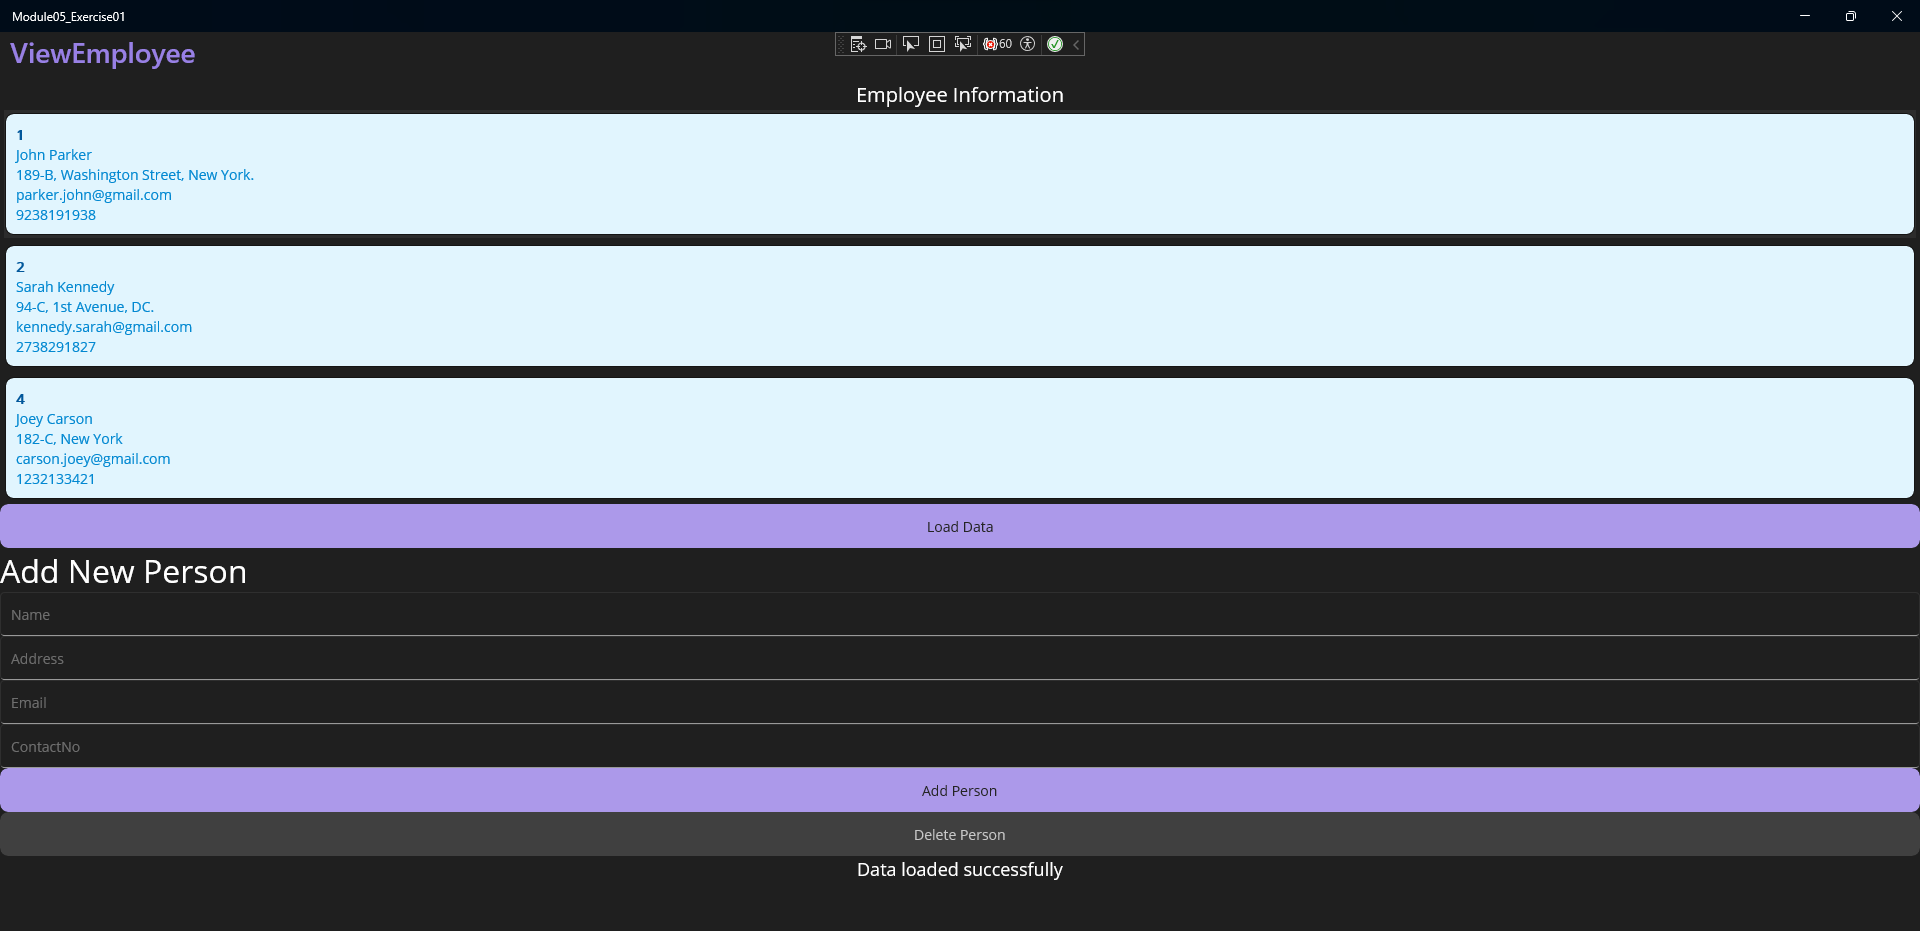 Module05_Exercise01
ViewEmployee
60
Employee Information
1
John Parker
189-B, Washington Street, New York.
parker.john@gmail.com
9238191938
2
Sarah Kennedy
94-C, 1st Avenue, DC.
kennedy.sarah@gmail.com
2738291827
4
Joey Carson
182-C, New York
carson.joey@gmail.com
1232133421
Load Data
Add New Person
Name
Address
Email
ContactNo
Add Person
Delete Person
Data loaded successfully